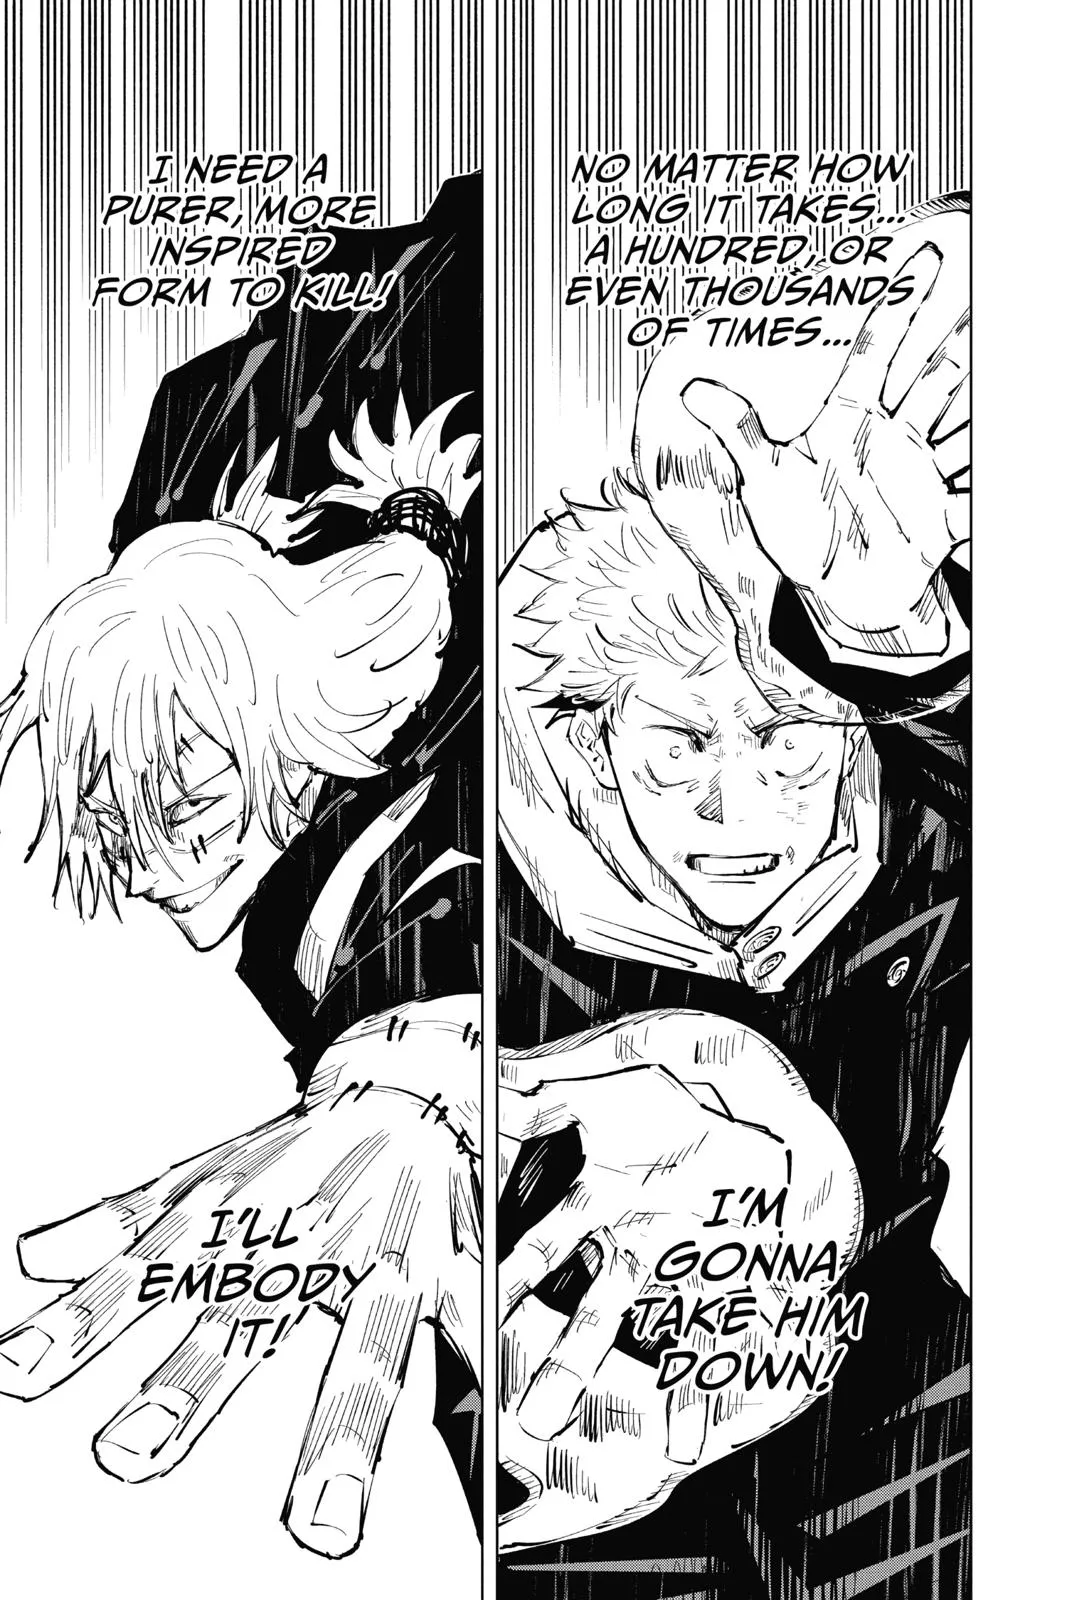 NO MATTER HOW
LONG IT TAKES...
A HUNDRED, OR
EVEN THOUSANDS
OF TIMES...
I'M
GONNA
TAKE HIM
DOWN!
I NEED A
PURER, MORE
INSPIRED
FORM TO KILL!
I'LL
EMBODY
IT!